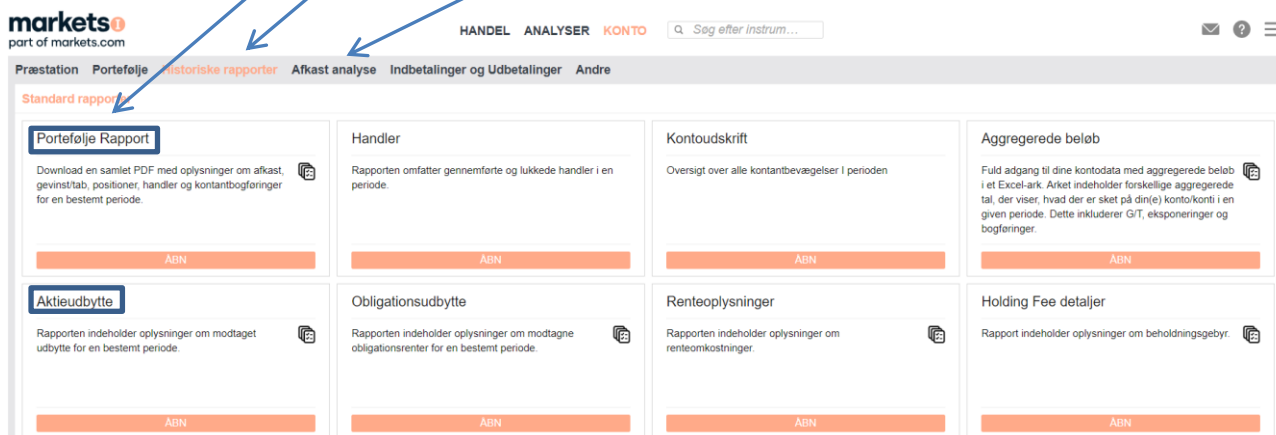 markets
part of markets.com
HANDEL ANALYSER KONTO Søg efter instrum...
Præstation Portefølje Historiske rapporter Afkast analyse Indbetalinger og Udbetalinger Andre
Standard rapporter
Portefølje Rapport
Download en samlet PDF med oplysninger om afkast,
gevinst/tab, positioner, handler og kontantbogføringer
for en bestemt periode.
ÅBN
Handler
Rapporten omfatter gennemførte og lukkede handler i en
periode.
ÅBN
Kontoudskrift
Oversigt over alle kontantbevægelser I perioden
ÅBN
Aggregerede beløb
Fuld adgang til dine kontodata med aggregerede beløb
i et Excel-ark. Arket indeholder forskellige aggregerede
tal, der viser, hvad der er sket på din(e) konto/konti i en
given periode. Dette inkluderer G/T, eksponeringer og
bogføringer.
ÅBN
Aktieudbytte
Rapporten indeholder oplysninger om modtaget
udbytte for en bestemt periode.
ÅBN
Obligationsudbytte
Rapporten indeholder oplysninger om modtagne
obligationsrenter for en bestemt periode.
ÅBN
Renteoplysninger
Rapporten indeholder oplysninger om
renteomkostninger.
ÅBN
Holding Fee detaljer
Rapport indeholder oplysninger om beholdningsgebyr.
ÅBN